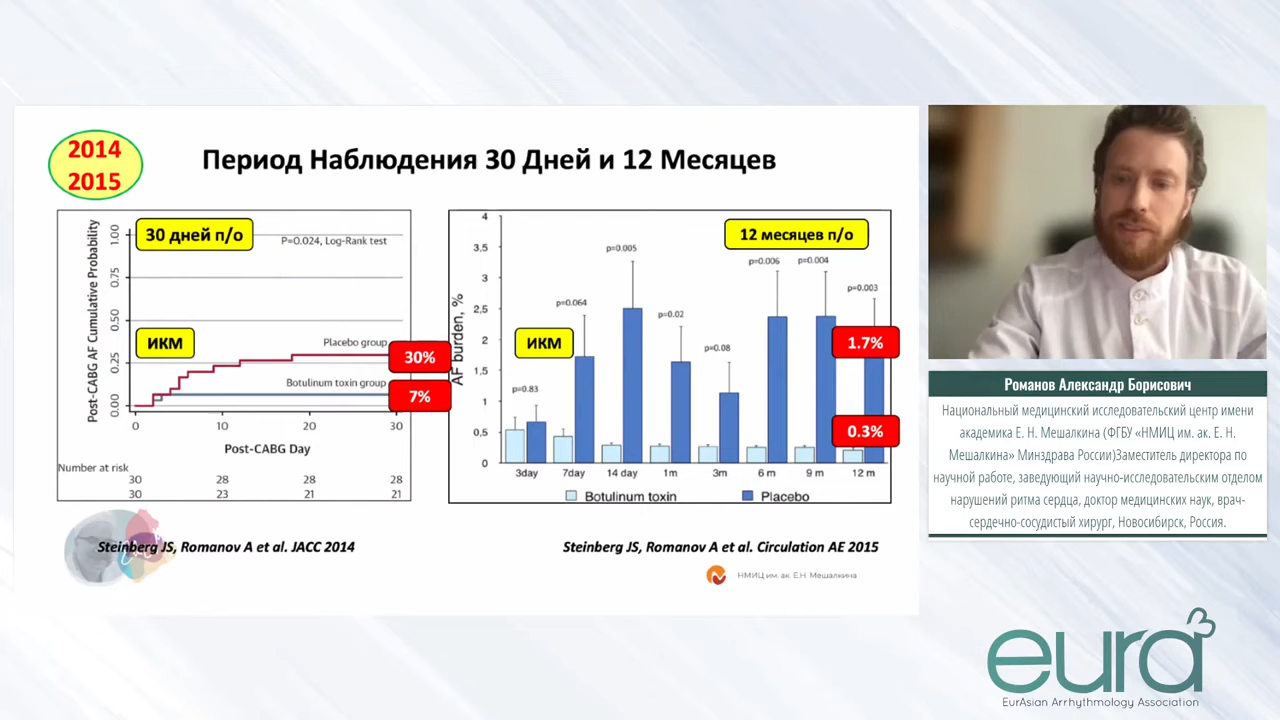 2014
2015
Период Наблюдения 30 Дней и 12 Месяцев
Post-CABG AF Cumulative Probability
1.00
0.75
0.50
0.25
0.00
30 дней п/о
P=0.024, Log-Rank test
ИКМ
Placebo group
30%
Botulinum toxin group
7%
0 10 20 30
Post-CABG Day
Number at risk
30 28 28 28
30 23 21 21
Steinberg JS, Romanov A et al. JACC 2014
AF burden, %
4
3,5
3
2,5
2
1,5
1
0,5
0
12 месяцев п/о
ИКМ
p=0.83
p=0.064
p=0.005
p=0.02
p=0.08
p=0.006
p=0.004
p=0.003
1.7%
0.3%
3day 7day 14 day 1m 3m 6 m 9 m 12 m
Botulinum toxin Placebo
Steinberg JS, Romanov A et al. Circulation AE 2015
НМИЦ им. ак. Е.Н. Мешалкина
Романов Александр Борисович
Национальный медицинский исследовательский центр имени
академика Е. Н. Мешалкина (ФГБУ «НМИЦ им. ак. Е. Н.
Мешалкина» Минздрава России)Заместитель директора по
научной работе, заведующий научно-исследовательским отделом
нарушений ритма сердца, доктор медицинских наук, врач-
сердечно-сосудистый хирург, Новосибирск, Россия.
eura
EurAsian Arrhythmology Association